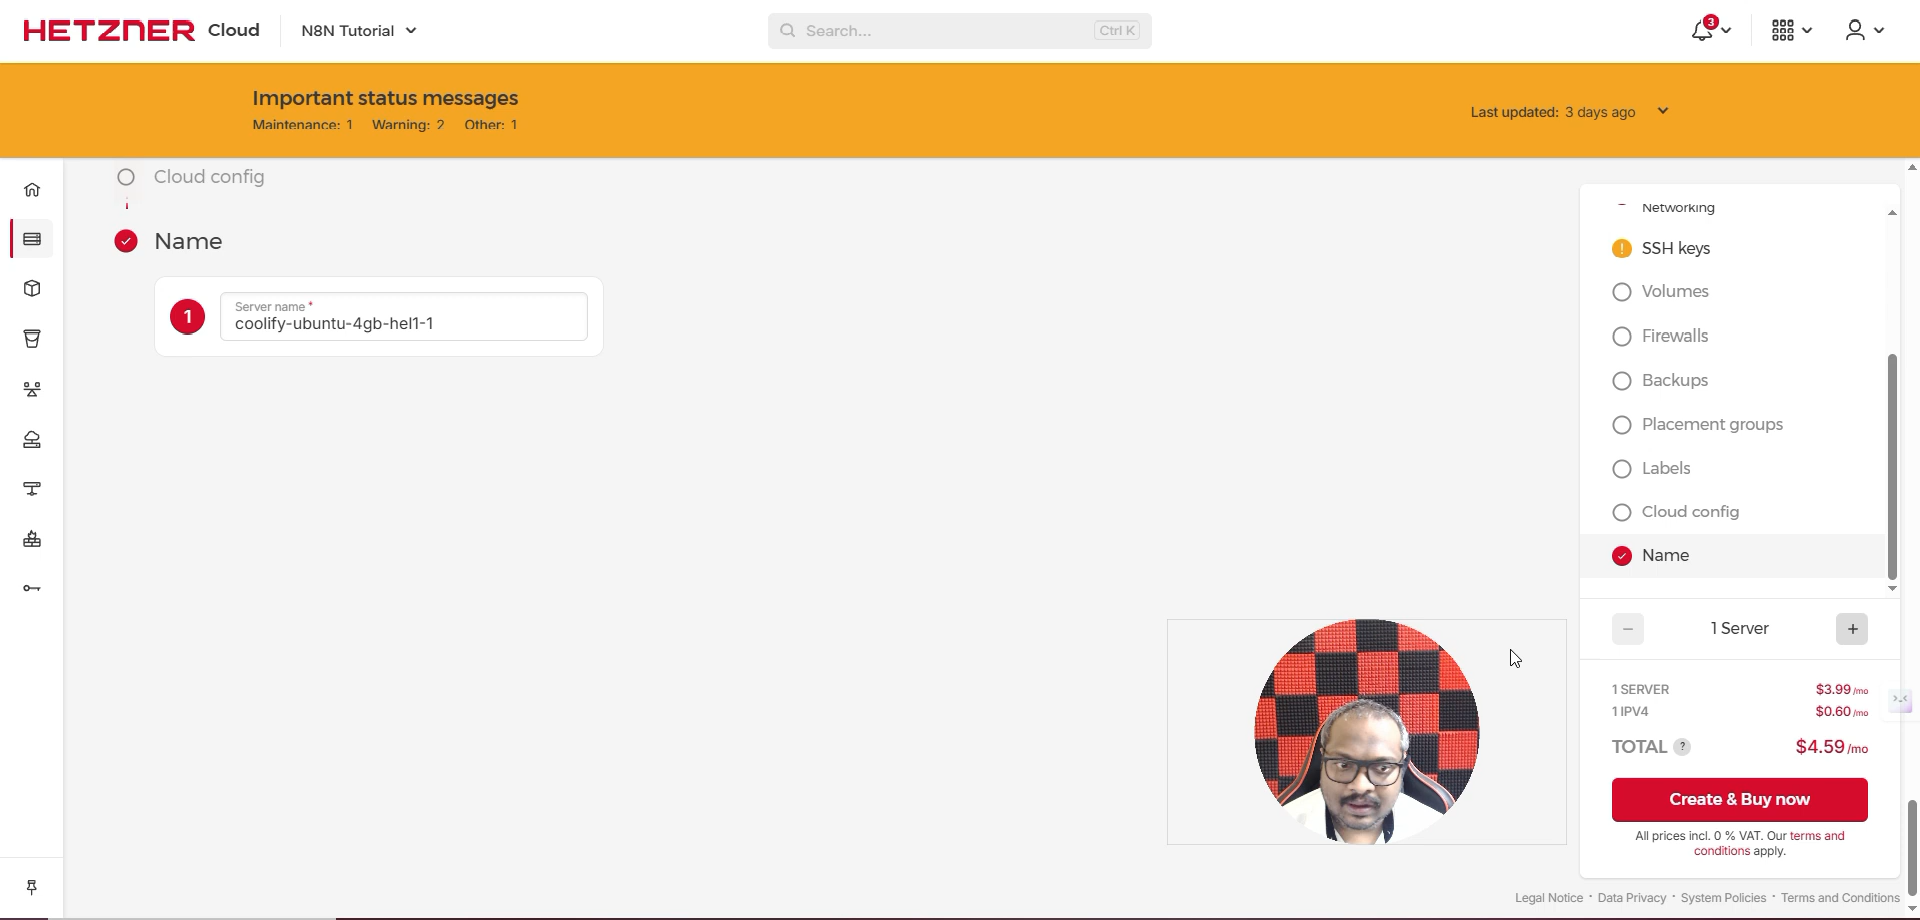 HETZNER Cloud
N8N Tutorial
Search...
Ctrl K
3
Important status messages
Maintenance: 1 Warning: 2 Other: 1
Last updated: 3 days ago
Cloud config
Name
1
Server name *
coolify-ubuntu-4gb-hel1-1
Networking
SSH keys
Volumes
Firewalls
Backups
Placement groups
Labels
Cloud config
Name
1 Server
1 SERVER $3.99 /mo
1 IPV4 $0.60 /mo
TOTAL ? $4.59 /mo
Create & Buy now
All prices incl. 0 % VAT. Our terms and
conditions apply.
Legal Notice · Data Privacy · System Policies · Terms and Conditions